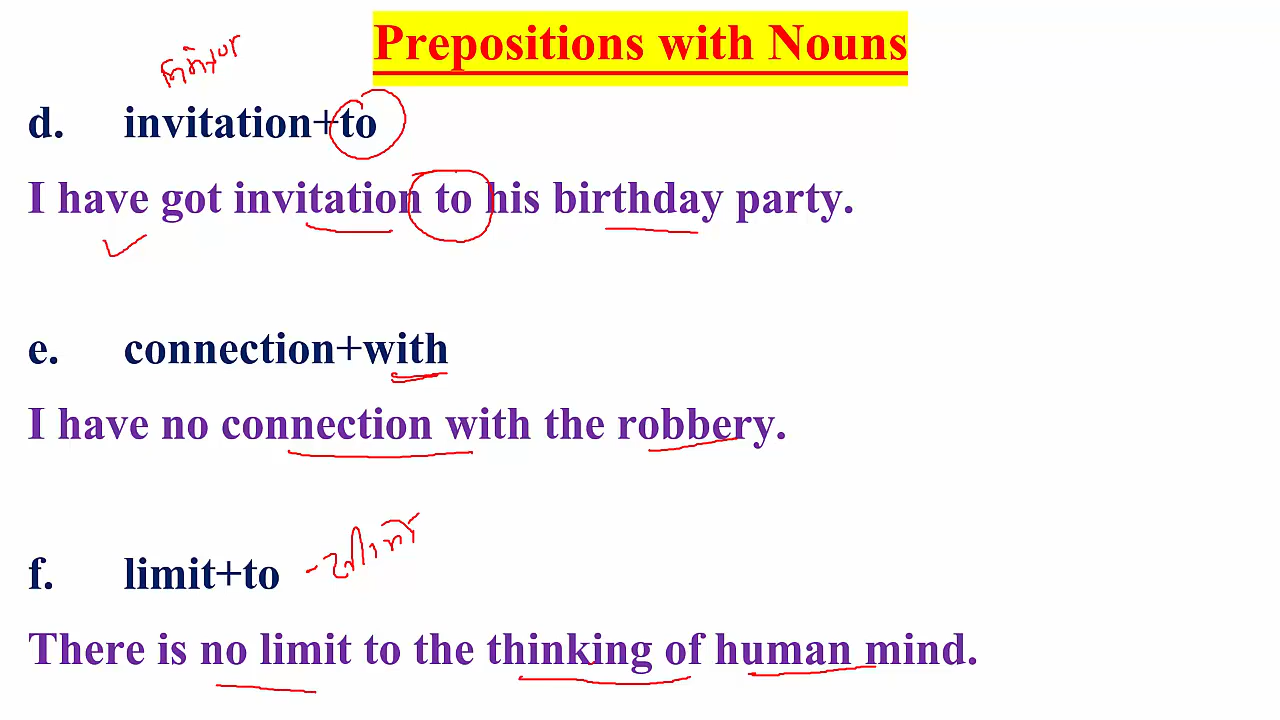 Prepositions with Nouns
d. invitation+to
I have got invitation to his birthday party.
e. connection+with
I have no connection with the robbery.
f. limit+to
There is no limit to the thinking of human mind.